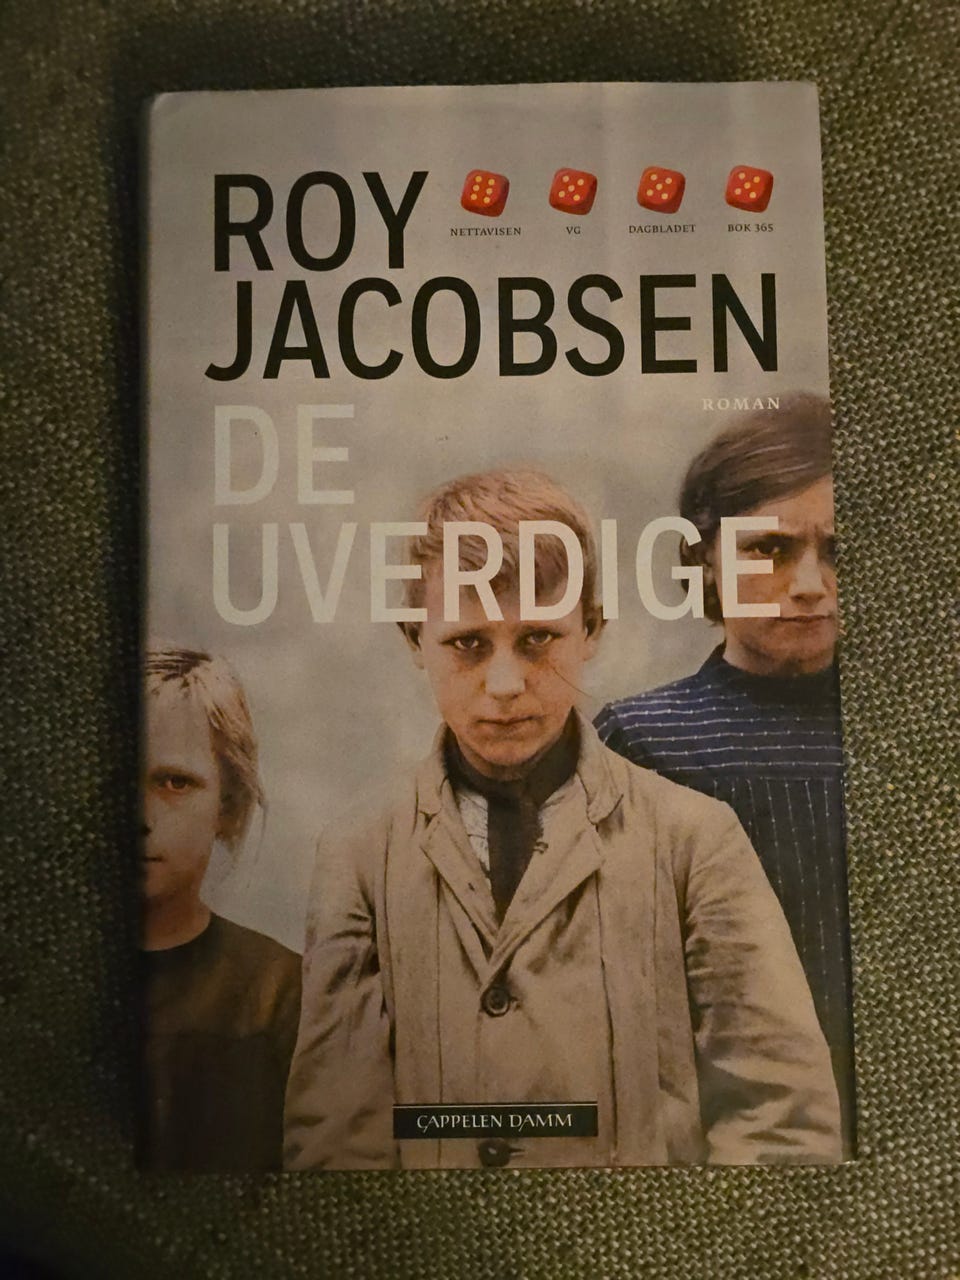 ROY
NETTAVISEN VG DAGBLADET BOK 365
JACOBSEN
ROMAN
DE
UVERDIGE
CAPPELEN DAMM